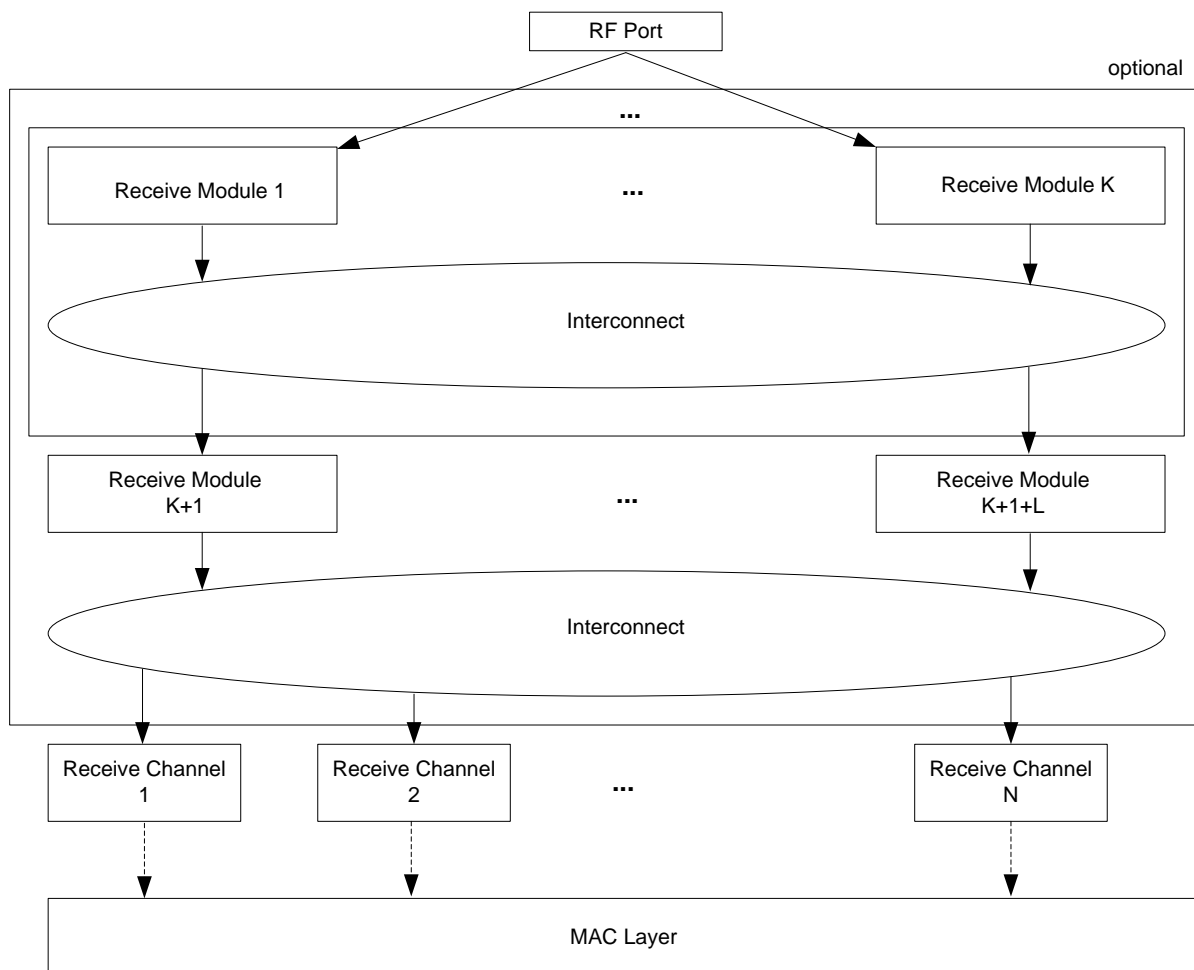 RF Port
optional
...
Receive Module 1
...
Receive Module K
Interconnect
Receive Module
K+1
...
Receive Module
K+1+L
Interconnect
Receive Channel
1
Receive Channel
2
...
Receive Channel
N
MAC Layer